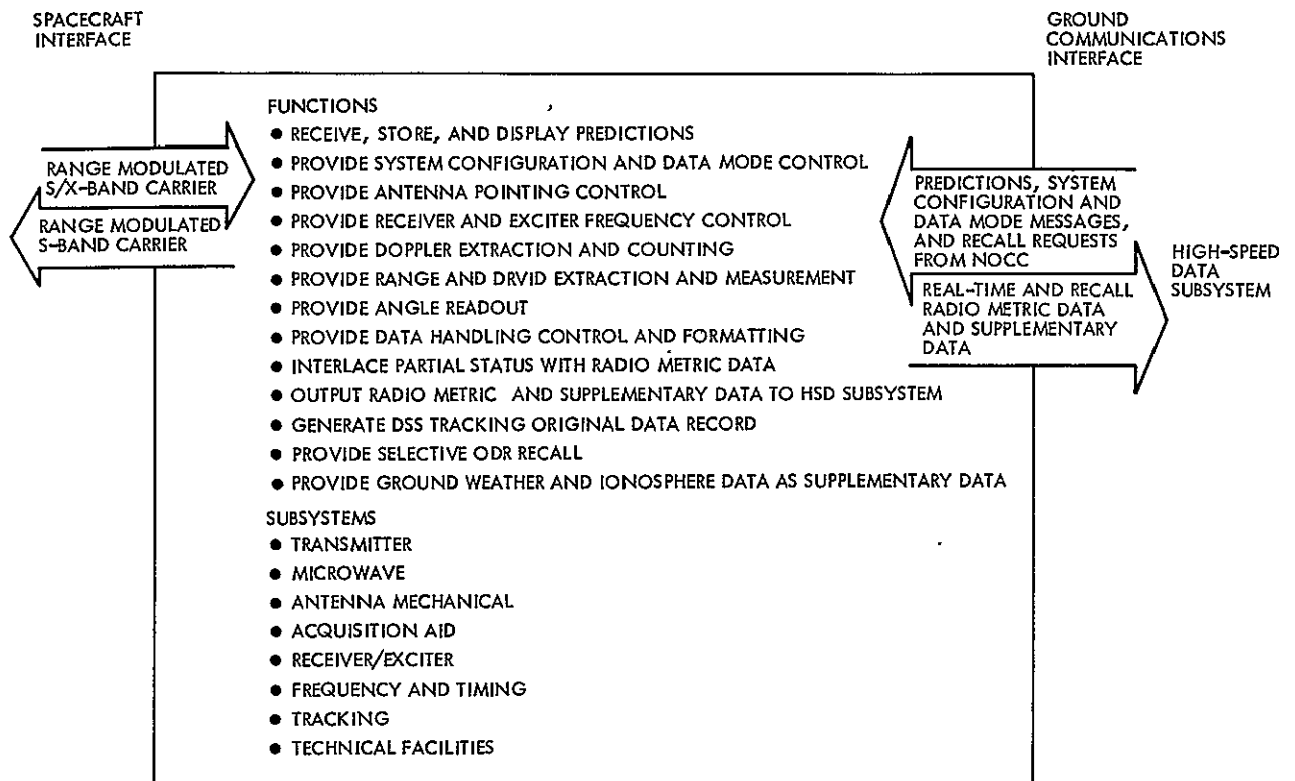 SPACECRAFT
INTERFACE
GROUND
COMMUNICATIONS
INTERFACE
RANGE MODULATED
S/X-BAND CARRIER
RANGE MODULATED
S-BAND CARRIER
FUNCTIONS
● RECEIVE, STORE, AND DISPLAY PREDICTIONS
● PROVIDE SYSTEM CONFIGURATION AND DATA MODE CONTROL
● PROVIDE ANTENNA POINTING CONTROL
● PROVIDE RECEIVER AND EXCITER FREQUENCY CONTROL
● PROVIDE DOPPLER EXTRACTION AND COUNTING
● PROVIDE RANGE AND DRVID EXTRACTION AND MEASUREMENT
● PROVIDE ANGLE READOUT
● PROVIDE DATA HANDLING CONTROL AND FORMATTING
● INTERLACE PARTIAL STATUS WITH RADIO METRIC DATA
● OUTPUT RADIO METRIC AND SUPPLEMENTARY DATA TO HSD SUBSYSTEM
● GENERATE DSS TRACKING ORIGINAL DATA RECORD
● PROVIDE SELECTIVE ODR RECALL
● PROVIDE GROUND WEATHER AND IONOSPHERE DATA AS SUPPLEMENTARY DATA
SUBSYSTEMS
● TRANSMITTER
● MICROWAVE
● ANTENNA MECHANICAL
● ACQUISITION AID
● RECEIVER/EXCITER
● FREQUENCY AND TIMING
● TRACKING
● TECHNICAL FACILITIES
PREDICTIONS, SYSTEM
CONFIGURATION AND
DATA MODE MESSAGES,
AND RECALL REQUESTS
FROM NOCC
REAL-TIME AND RECALL
RADIO METRIC DATA
AND SUPPLEMENTARY
DATA
HIGH-SPEED
DATA
SUBSYSTEM